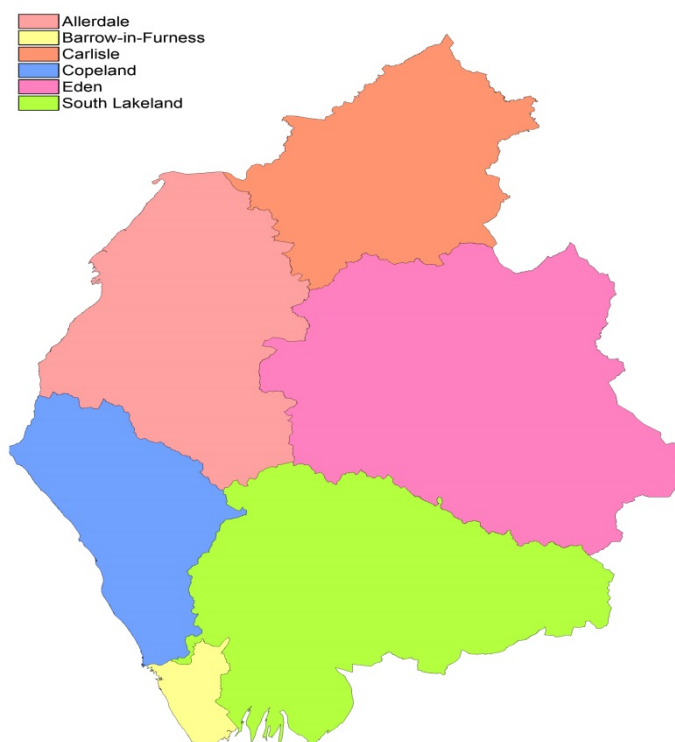 Allerdale
Barrow-in-Furness
Carlisle
Copeland
Eden
South Lakeland